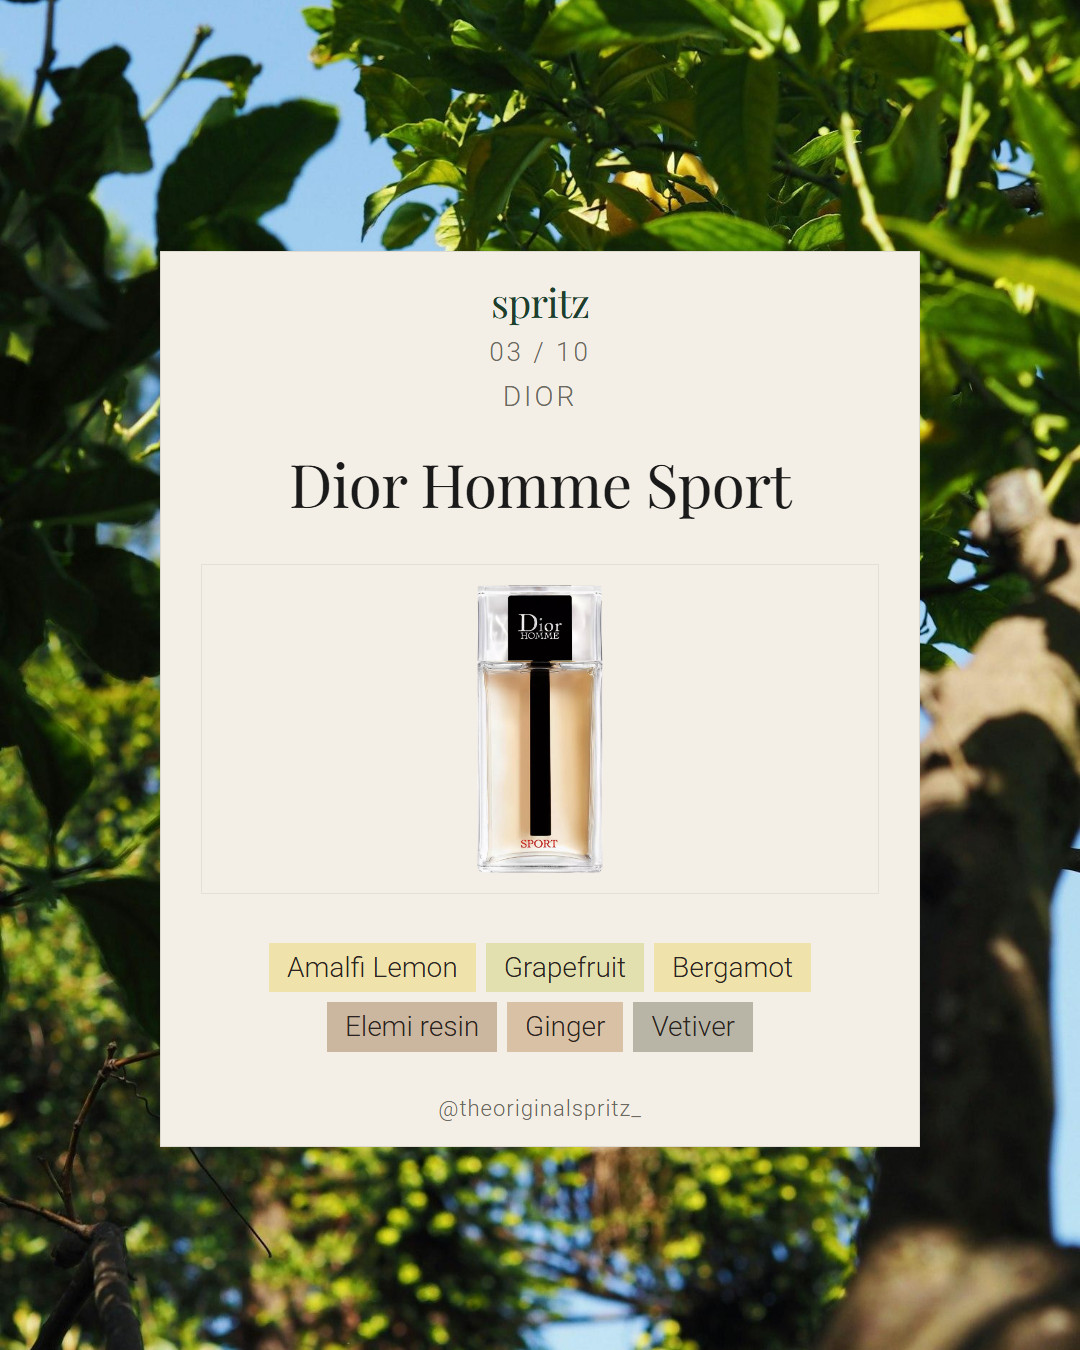 spritz
03 / 10
DIOR
Dior Homme Sport
Dior
HOMME
SPORT
Amalfi Lemon Grapefruit Bergamot
Elemi resin Ginger Vetiver
@theoriginalspritz_